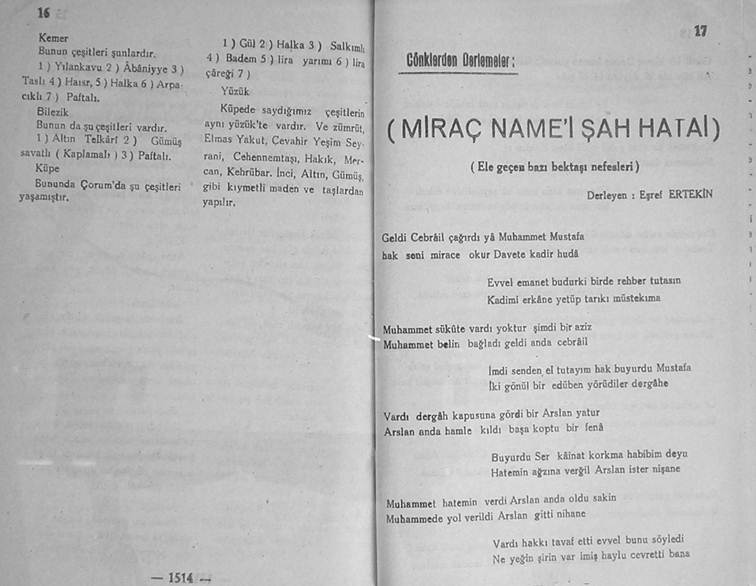 16
Kemer
Bunun çeşitleri şunlardır.
1 ) Yılankavu 2 ) Âbâniyye 3 )
Taslı 4 ) Hasır, 5 ) Halka 6 ) Arpa-
cıklı 7 ) Paftalı.
Bilezik
Bunun da şu çeşitleri vardır.
1 ) Altın Telkârî 2 ) Gümüş
savatlı ( Kaplamalı ) 3 ) Paftalı.
Küpe
Bununda Çorum'da şu çeşitleri
yaşamıştır.
1 ) Gül 2 ) Halka 3 ) Salkımlı
4 ) Badem 5 ) lira yarımı 6 ) lira
çâreği 7 )
Yüzük
Küpede saydığımız çeşitlerin
aynı yüzük'te vardır. Ve zümrüt,
Elmas Yakut, Cevahir Yeşim Sey-
rani, Cehennemtaşı, Hakık, Mer-
can, Kehrübar. İnci, Altın, Gümüş,
gibi kıymetli maden ve taşlardan
yapılır.
— 1514 —
17
Cönklerden Derlemeler:
( MİRAÇ NAME'İ ŞAH HATAİ )
( Ele geçen bazı bektaşı nefesleri )
Derleyen : Eşref ERTEKİN
Geldi Cebrâil çağırdı yâ Muhammet Mustafa
hak seni mirace okur Davete kadir hudâ
Evvel emanet budurki birde rehber tutasın
Kadimi erkâne yetüp tarıkı müstekıma
Muhammet sükûte vardı yoktur şimdi bir aziz
Muhammet belin bağladı geldi anda cebrâil
İmdi senden el tutayım hak buyurdu Mustafa
İki gönül bir edüben yörüdiler dergâhe
Vardı dergâh kapusuna gördi bir Arslan yatur
Arslan anda hamle kıldı başa koptu bir fenâ
Buyurdu Ser kâinat korkma habibim deyu
Hatemin ağzına vergil Arslan ister nişane
Muhammet hatemin verdi Arslan anda oldu sakin
Muhammede yol verildi Arslan gitti nihane
Vardı hakkı tavaf etti evvel bunu söyledi
Ne yeğin şirin var imiş haylu cevretti bana